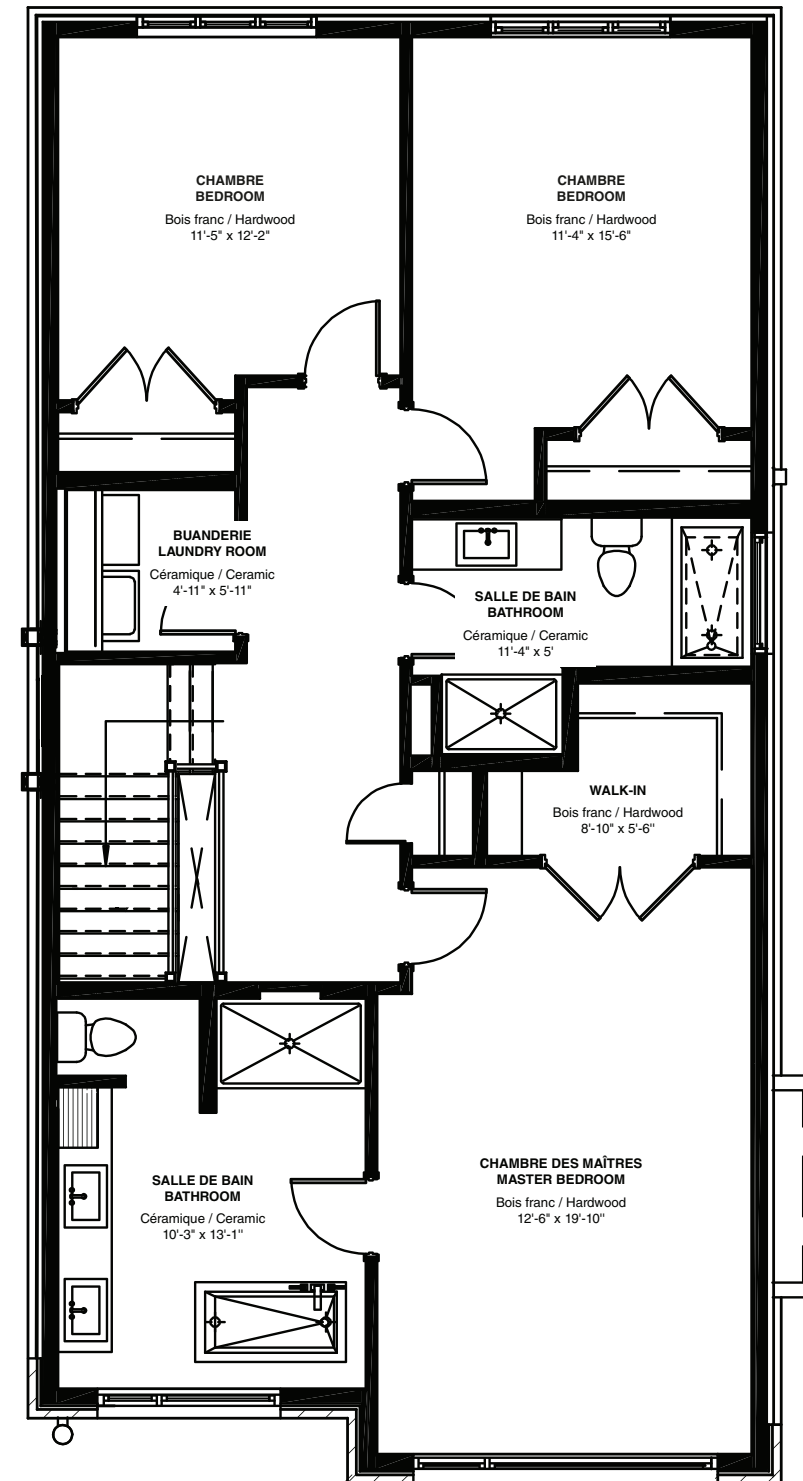 CHAMBRE
BEDROOM
Bois franc / Hardwood
11'-5" x 12'-2"
CHAMBRE
BEDROOM
Bois franc / Hardwood
11'-4" x 15'-6"
BUANDERIE
LAUNDRY ROOM
Céramique / Ceramic
4'-11" x 5'-11"
SALLE DE BAIN
BATHROOM
Céramique / Ceramic
11'-4" x 5'
WALK-IN
Bois franc / Hardwood
8'-10" x 5'-6"
SALLE DE BAIN
BATHROOM
Céramique / Ceramic
10'-3" x 13'-1"
CHAMBRE DES MAÎTRES
MASTER BEDROOM
Bois franc / Hardwood
12'-6" x 19'-10"